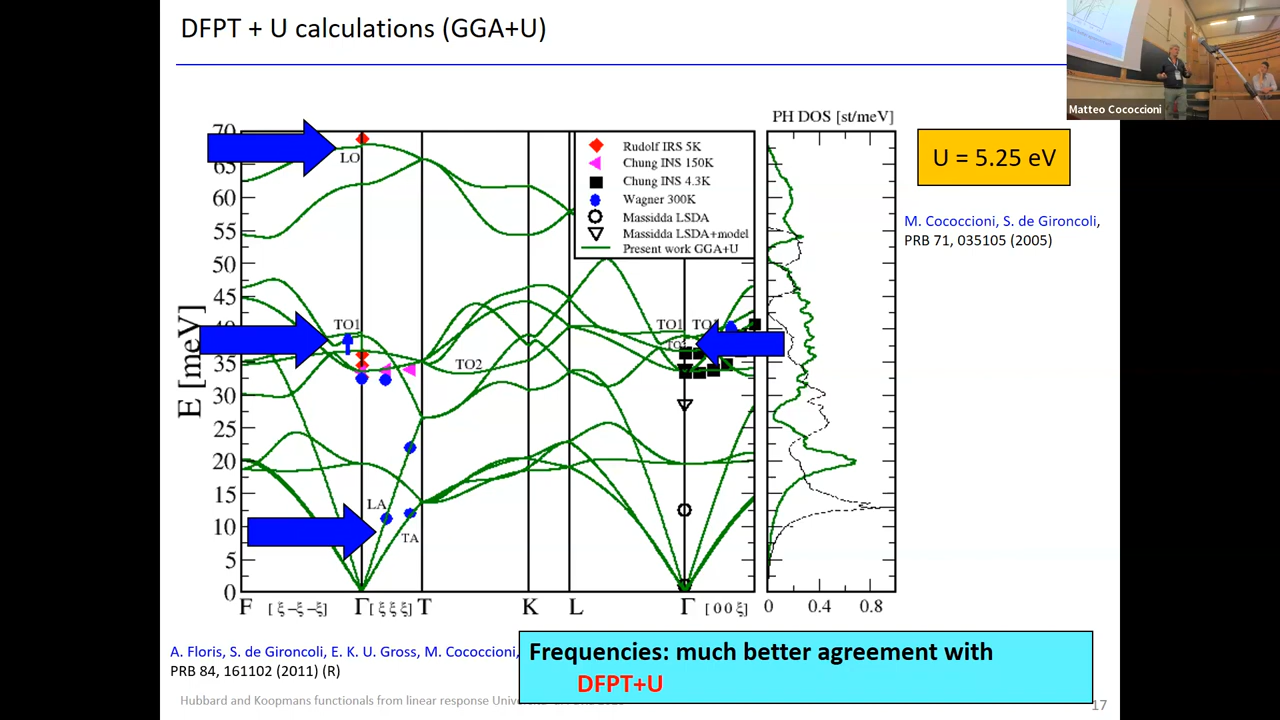 DFPT + U calculations (GGA+U)
Matteo Cococcioni
PH DOS [st/meV]
U = 5.25 eV
M. Cococcioni, S. de Gironcoli,
PRB 71, 035105 (2005)
Rudolf IRS 5K
Chung INS 150K
Chung INS 4.3K
Wagner 300K
Massidda LSDA
Massidda LSDA+model
Present work GGA+U
E [meV]
70
65
60
55
50
45
40
35
30
25
20
15
10
5
0
LO
TO1
TO2
LA
TA
TO1
F [ ξ −ξ −ξ] Γ [ ξ ξ ξ] T K L Γ [ 0 0 ξ]
0 0.4 0.8
A. Floris, S. de Gironcoli, E. K. U. Gross, M. Cococcioni,
PRB 84, 161102 (2011) (R)
Frequencies: much better agreement with
DFPT+U
Hubbard and Koopmans functionals from linear response
17